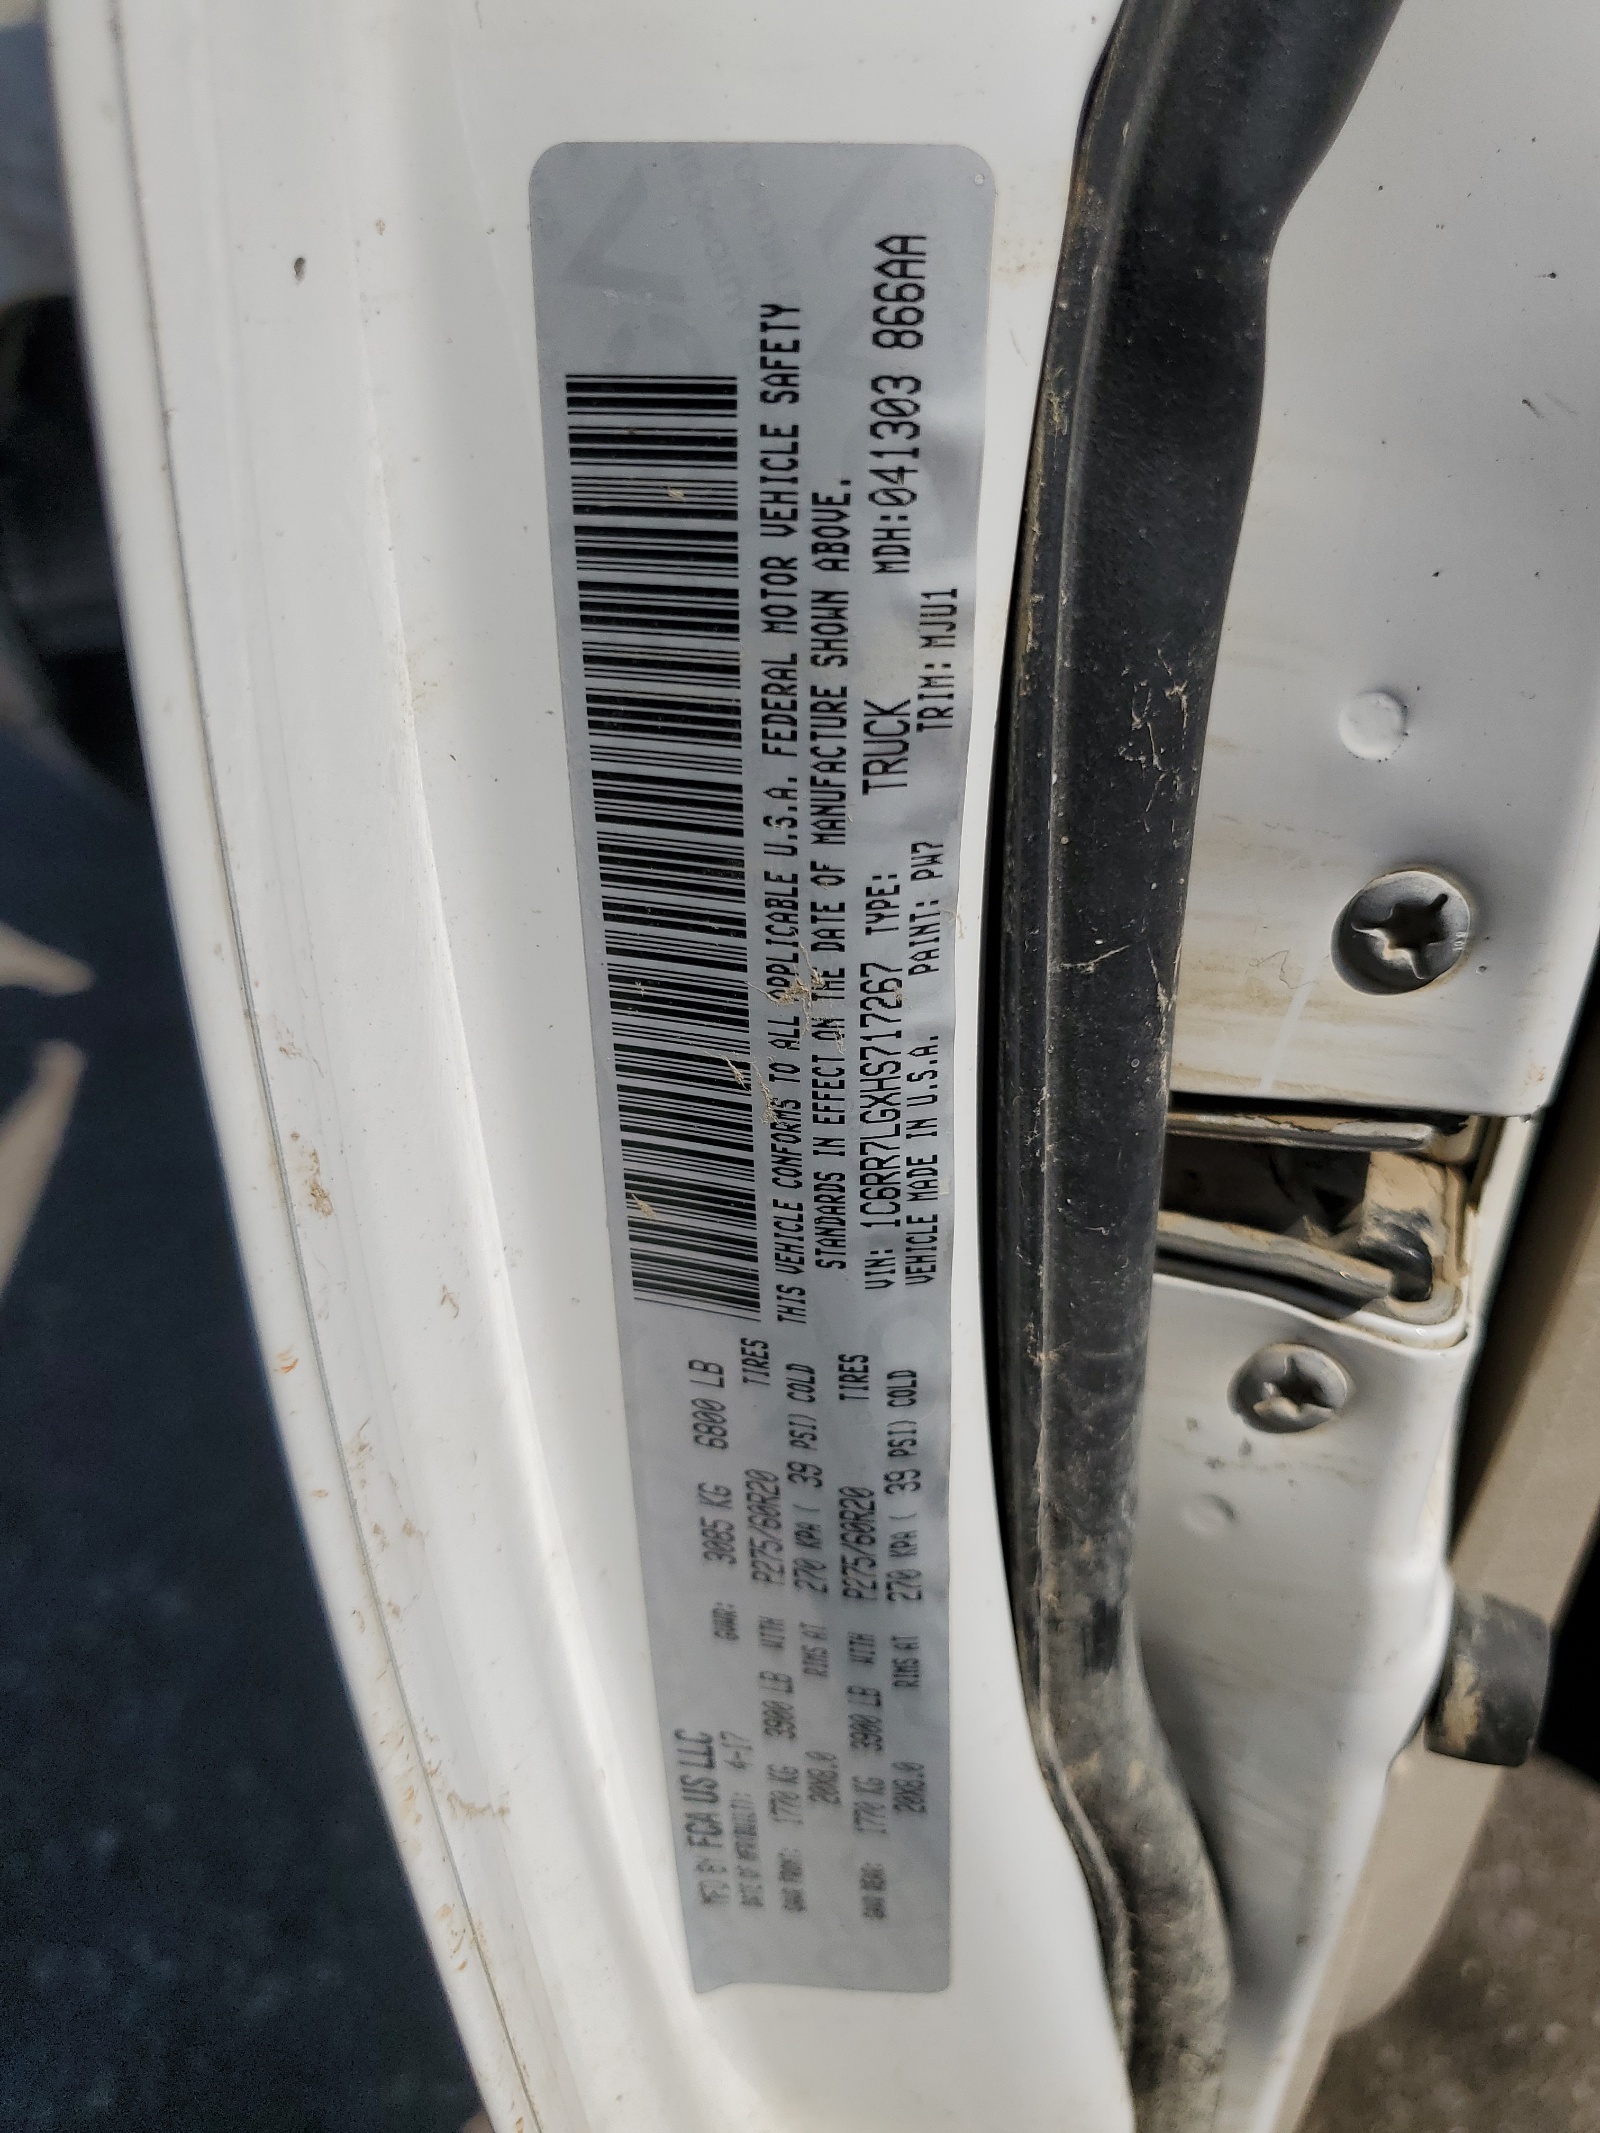 MFD BY FCA US LLC
DATE OF MFR(BUILT): 4-17
GVWR: 3085 KG 6800 LB
GAWR FRONT: 1770 KG 3900 LB WITH P275/60R20 TIRES
20X8.0 RIMS AT 270 KPA ( 39 PSI) COLD
GAWR REAR: 1770 KG 3900 LB WITH P275/60R20 TIRES
20X8.0 RIMS AT 270 KPA ( 39 PSI) COLD
THIS VEHICLE CONFORMS TO ALL APPLICABLE U.S.A. FEDERAL MOTOR VEHICLE SAFETY
STANDARDS IN EFFECT ON THE DATE OF MANUFACTURE SHOWN ABOVE.
VIN: 1C6RR7LGXHS717267 TYPE: TRUCK MDH:041303 866AA
VEHICLE MADE IN U.S.A. PAINT: PW7 TRIM: MJU1